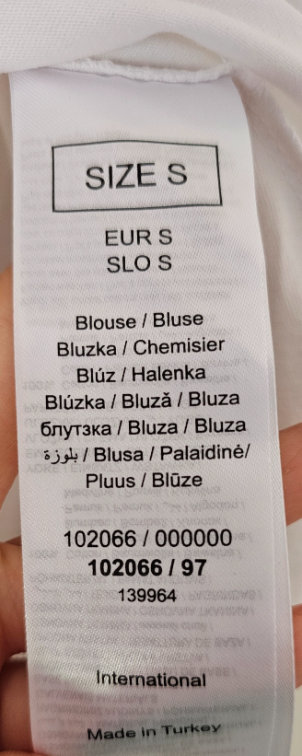 SIZE S
EUR S
SLO S
Blouse / Bluse
Bluzka / Chemisier
Blúz / Halenka
Blúzka / Bluză / Bluza
блутзка / Bluza / Bluza
بلوزة / Blusa / Palaidinė/
Pluus / Blūze
102066 / 000000
102066 / 97
139964
International
Made in Turkey